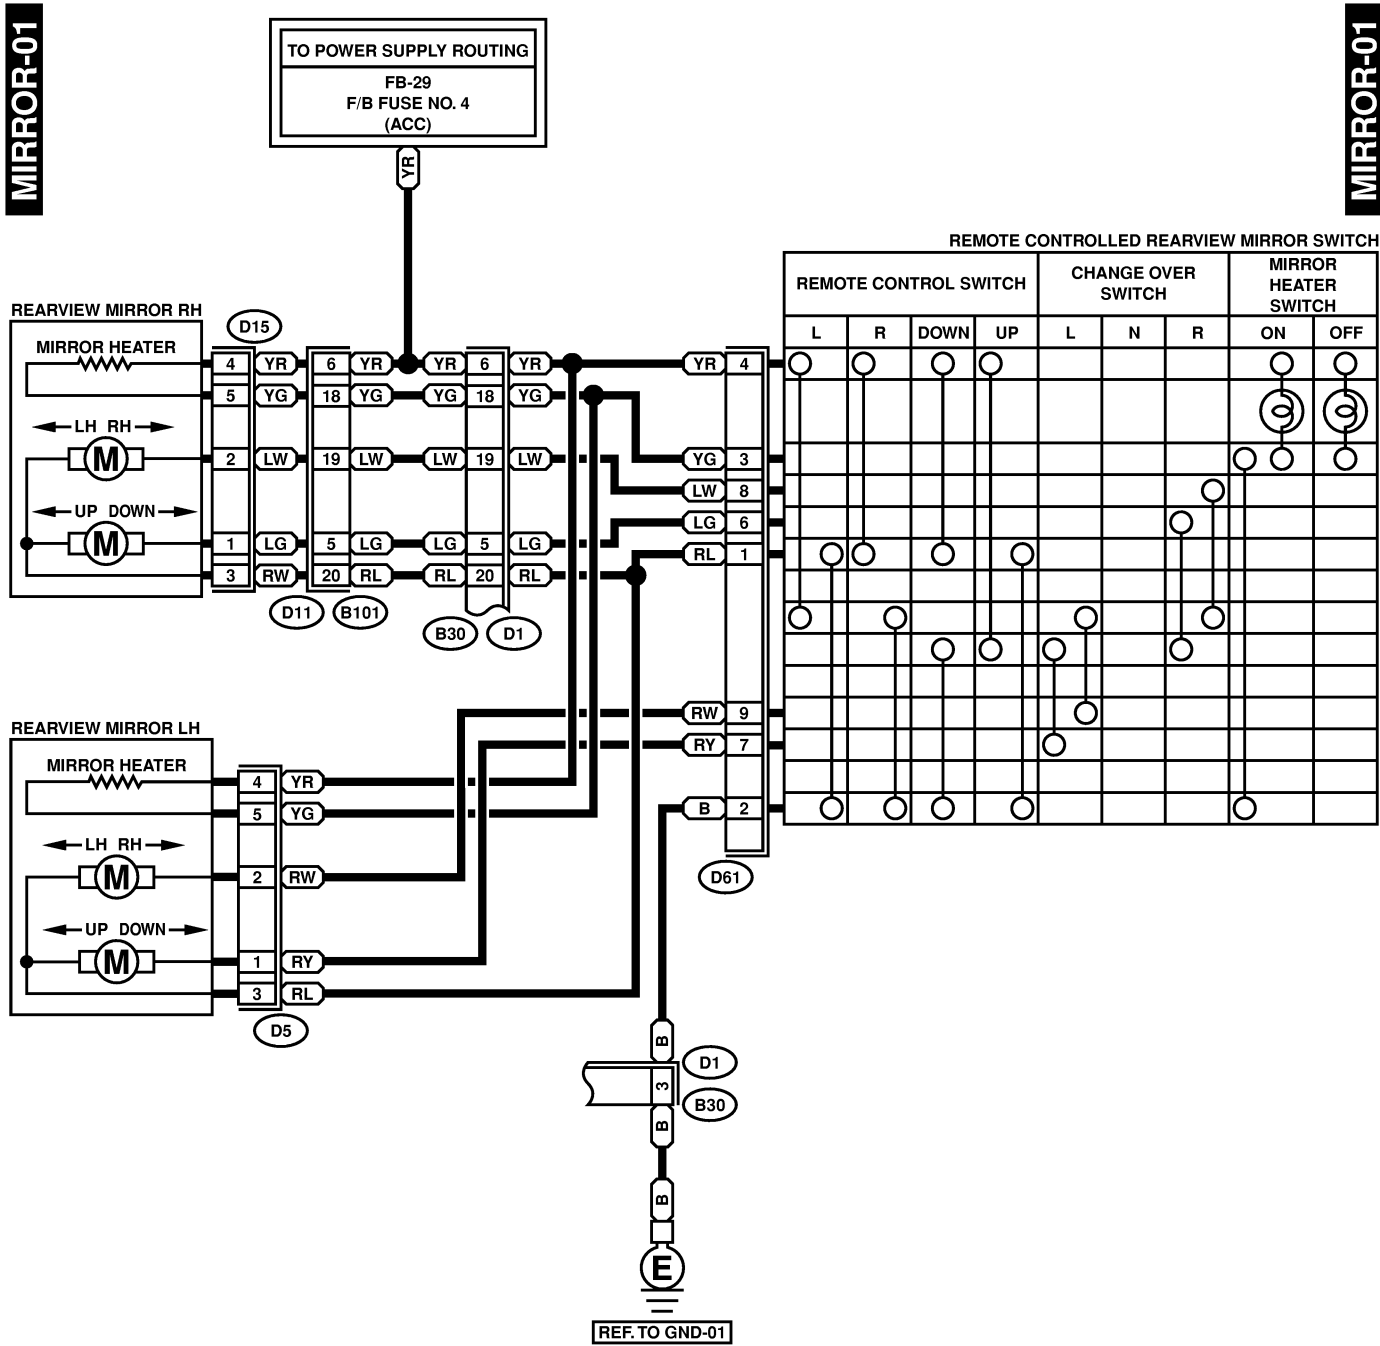 MIRROR-01
MIRROR-01
TO POWER SUPPLY ROUTING
FB-29
F/B FUSE NO. 4
(ACC)
YR
REMOTE CONTROLLED REARVIEW MIRROR SWITCH
REMOTE CONTROL SWITCH
CHANGE OVER
SWITCH
MIRROR
HEATER
SWITCH
L R DOWN UP L N R ON OFF
REARVIEW MIRROR RH
D15
MIRROR HEATER
4 YR 6 YR YR 6 YR YR 4
5 YG 18 YG YG 18 YG
LH RH
M
2 LW 19 LW LW 19 LW YG 3
LW 8
UP DOWN
LG 6
M
1 LG 5 LG LG 5 LG RL 1
3 RW 20 RL RL 20 RL
D11 B101
B30 D1
RW 9
REARVIEW MIRROR LH
RY 7
MIRROR HEATER
4 YR
5 YG
B 2
LH RH
M
2 RW
D61
UP DOWN
M
1 RY
3 RL
D5
B
D1
3
B30
B
B
E
REF. TO GND-01